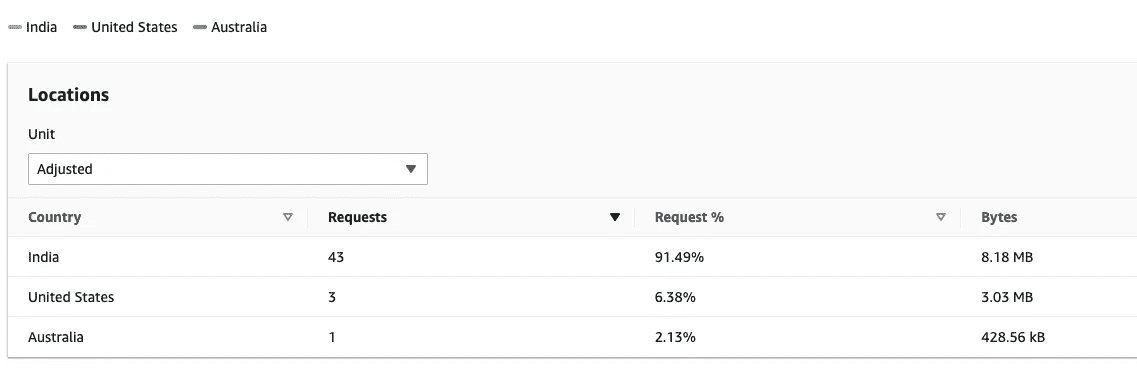 India United States Australia
Locations
Unit
Adjusted
Country Requests Request % Bytes
India 43 91.49% 8.18 MB
United States 3 6.38% 3.03 MB
Australia 1 2.13% 428.56 kB